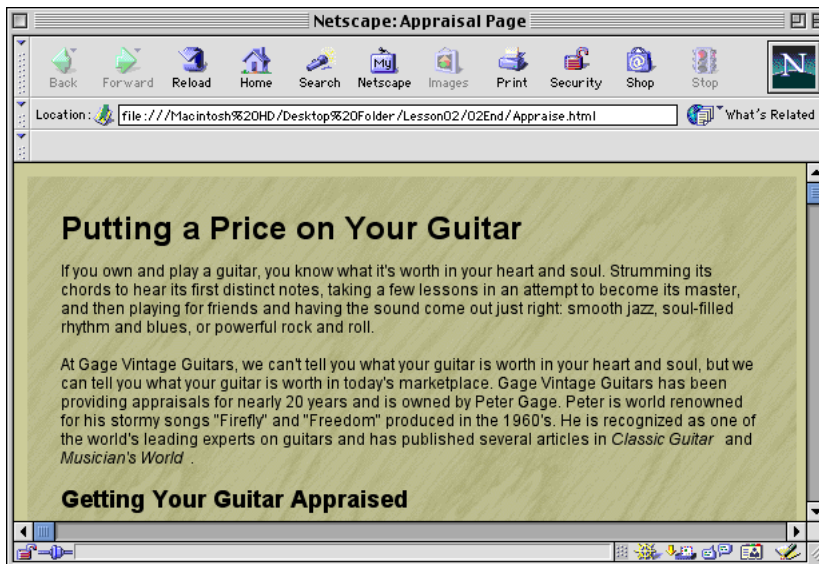 Netscape: Appraisal Page
Back Forward Reload Home Search Netscape Images Print Security Shop Stop
My
N
Location: file:///Macintosh%20HD/Desktop%20Folder/Lesson02/02End/Appraise.html What's Related
Putting a Price on Your Guitar
If you own and play a guitar, you know what it's worth in your heart and soul. Strumming its
chords to hear its first distinct notes, taking a few lessons in an attempt to become its master,
and then playing for friends and having the sound come out just right: smooth jazz, soul-filled
rhythm and blues, or powerful rock and roll.
At Gage Vintage Guitars, we can't tell you what your guitar is worth in your heart and soul, but we
can tell you what your guitar is worth in today's marketplace. Gage Vintage Guitars has been
providing appraisals for nearly 20 years and is owned by Peter Gage. Peter is world renowned
for his stormy songs "Firefly" and "Freedom" produced in the 1960's. He is recognized as one of
the world's leading experts on guitars and has published several articles in Classic Guitar and
Musician's World .
Getting Your Guitar Appraised